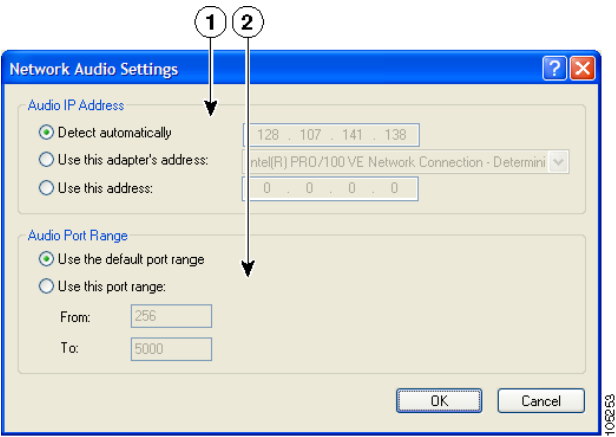 1 2
Network Audio Settings
Audio IP Address
Detect automatically 128 . 107 . 141 . 138
Use this adapter's address: ntel(R) PRO/100 VE Network Connection - Determini
Use this address: 0 . 0 . 0 . 0
Audio Port Range
Use the default port range
Use this port range:
From: 256
To: 5000
OK Cancel
106263